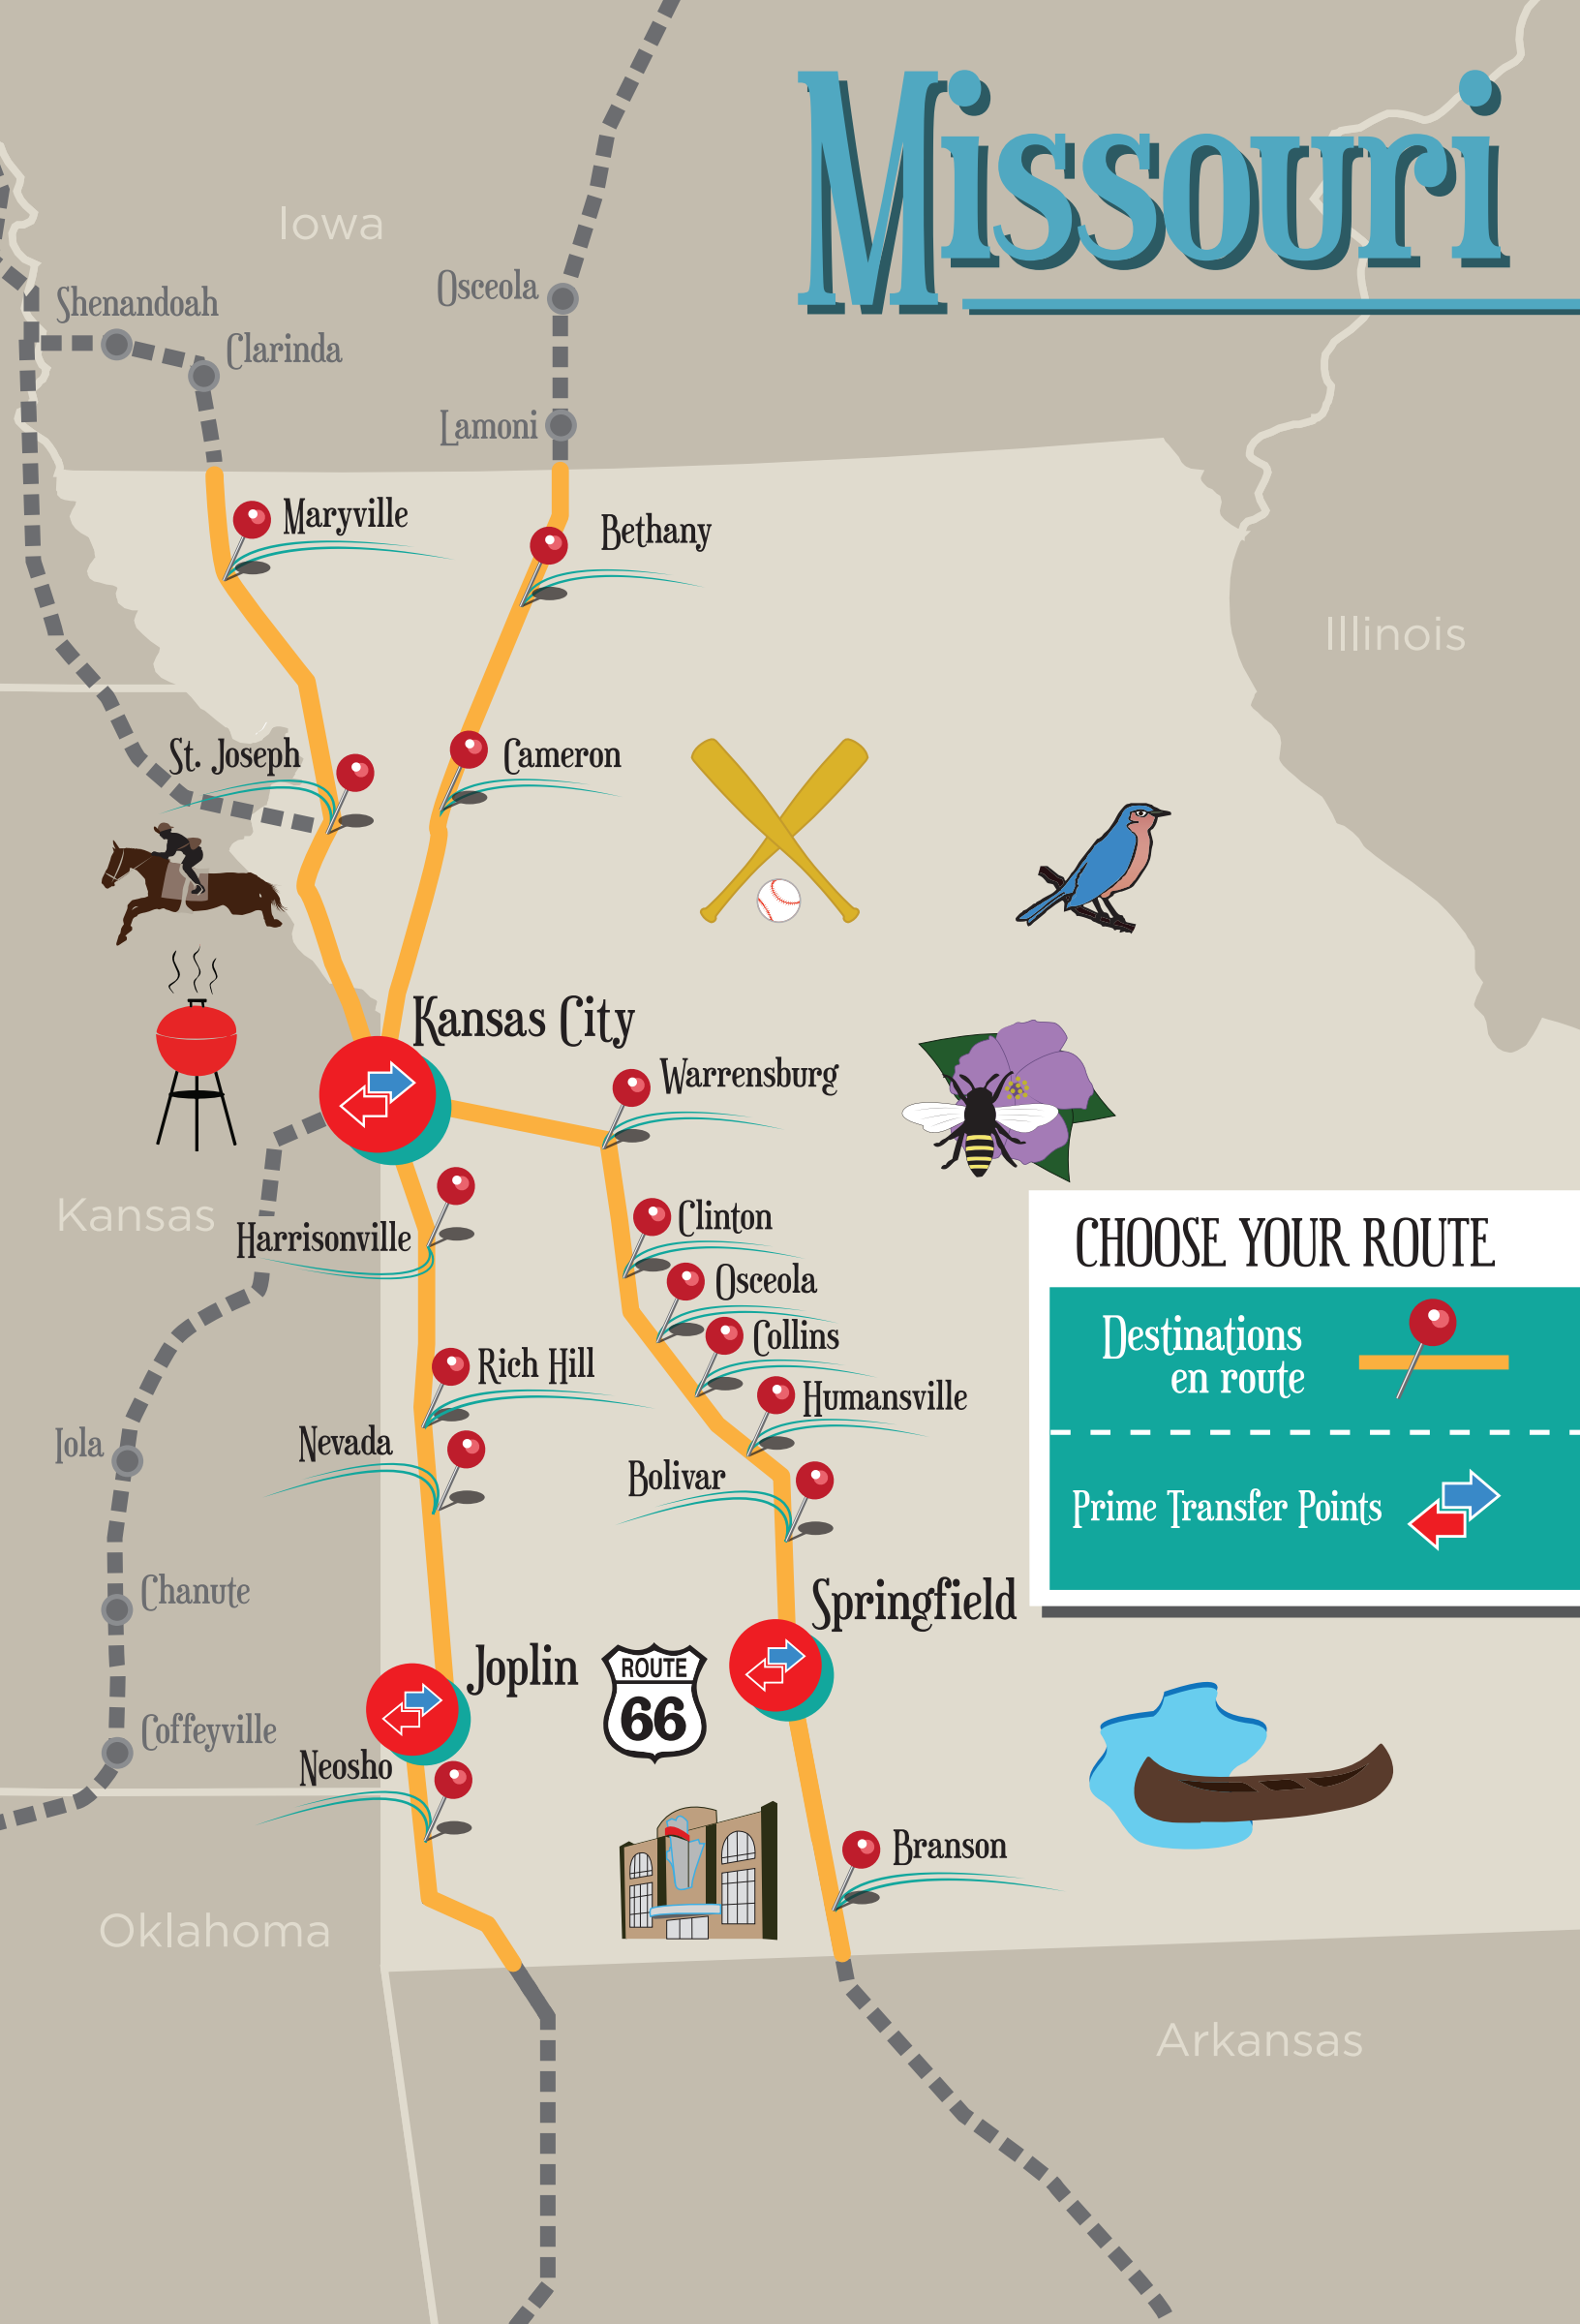 Missouri
Iowa
Osceola
Shenandoah
Clarinda
Lamoni
Maryville
Bethany
Illinois
St. Joseph
Cameron
Kansas City
Warrensburg
Kansas
Harrisonville
Clinton
Osceola
Collins
Rich Hill
Humansville
Nevada
Iola
Bolivar
CHOOSE YOUR ROUTE
Destinations
en route
Prime Transfer Points
Chanute
Springfield
Joplin
ROUTE
66
Coffeyville
Neosho
Branson
Oklahoma
Arkansas